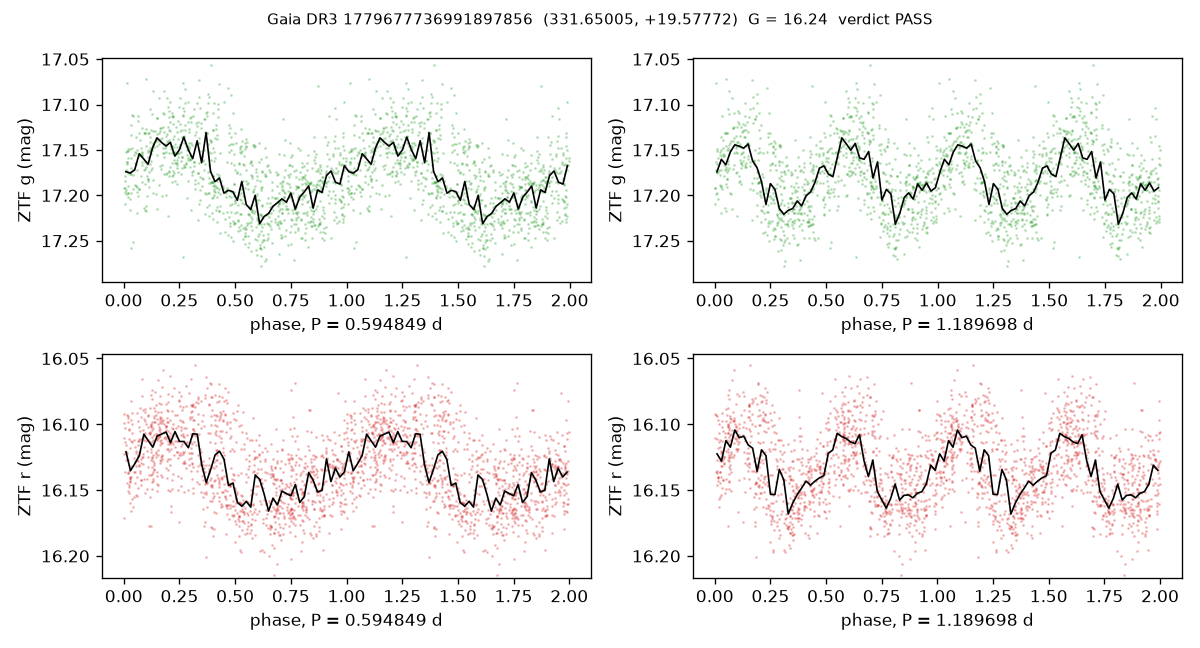 Gaia DR3 1779677736991897856 (331.65005, +19.57772) G = 16.24 verdict PASS
17.05
17.10
17.15
17.20
17.25
ZTF g (mag)
0.00 0.25 0.50 0.75 1.00 1.25 1.50 1.75 2.00
phase, P = 0.594849 d
17.05
17.10
17.15
17.20
17.25
ZTF g (mag)
0.00 0.25 0.50 0.75 1.00 1.25 1.50 1.75 2.00
phase, P = 1.189698 d
16.05
16.10
16.15
16.20
ZTF r (mag)
0.00 0.25 0.50 0.75 1.00 1.25 1.50 1.75 2.00
phase, P = 0.594849 d
16.05
16.10
16.15
16.20
ZTF r (mag)
0.00 0.25 0.50 0.75 1.00 1.25 1.50 1.75 2.00
phase, P = 1.189698 d